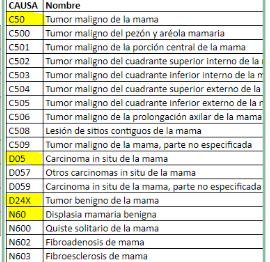 CAUSA Nombre
C50 Tumor maligno de la mama
C500 Tumor maligno del pezón y aréola mamaria
C501 Tumor maligno de la porción central de la mama
C502 Tumor maligno del cuadrante superior interno de la
C503 Tumor maligno del cuadrante inferior interno de la m
C504 Tumor maligno del cuadrante superior externo de la
C505 Tumor maligno del cuadrante inferior externo de la m
C506 Tumor maligno de la prolongación axilar de la mama
C509 Tumor maligno de la mama, parte no especificada
C508 Lesión de sitios contiguos de la mama
D05 Carcinoma in situ de la mama
D057 Otros carcinomas in situ de la mama
D059 Carcinoma in situ de la mama, parte no especificada
D24X Tumor benigno de la mama
N60 Displasia mamaria benigna
N600 Quiste solitario de la mama
N602 Fibroadenosis de mama
N603 Fibroesclerosis de mama